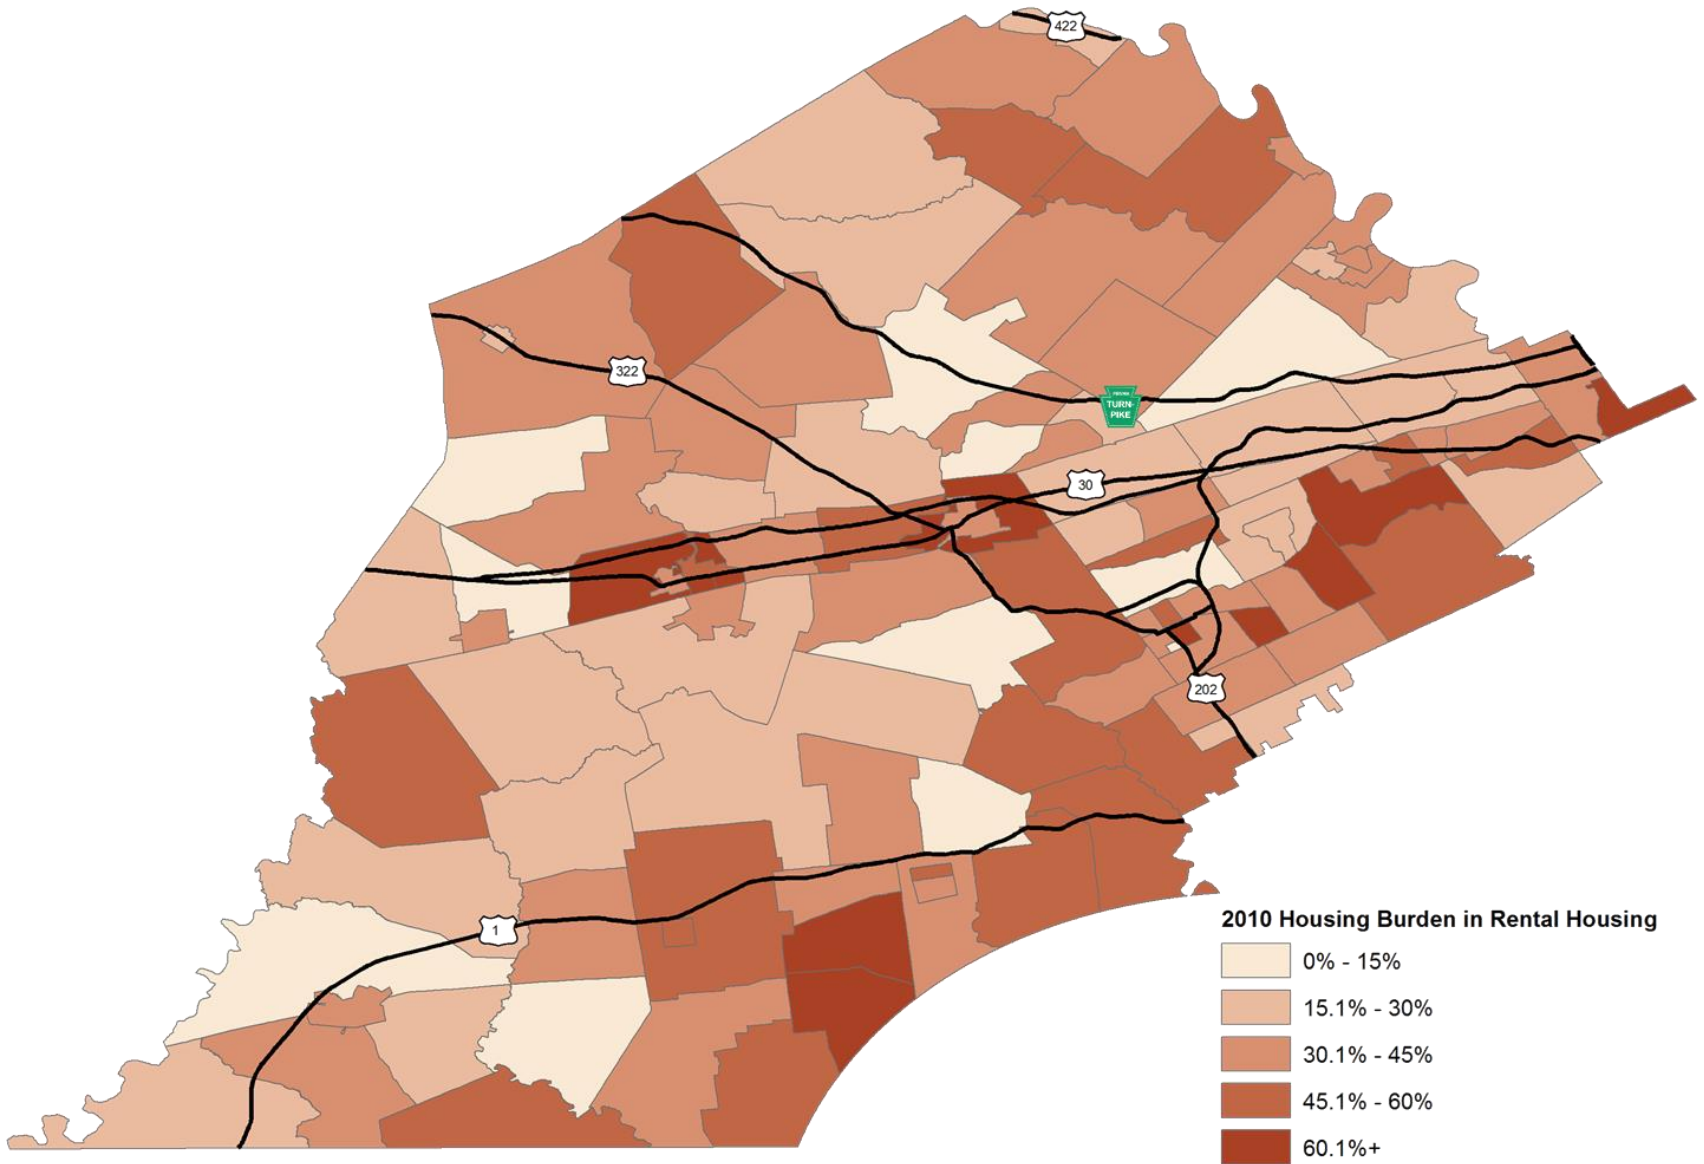 422
322
TURN-
PIKE
30
202
1
2010 Housing Burden in Rental Housing
0% - 15%
15.1% - 30%
30.1% - 45%
45.1% - 60%
60.1%+